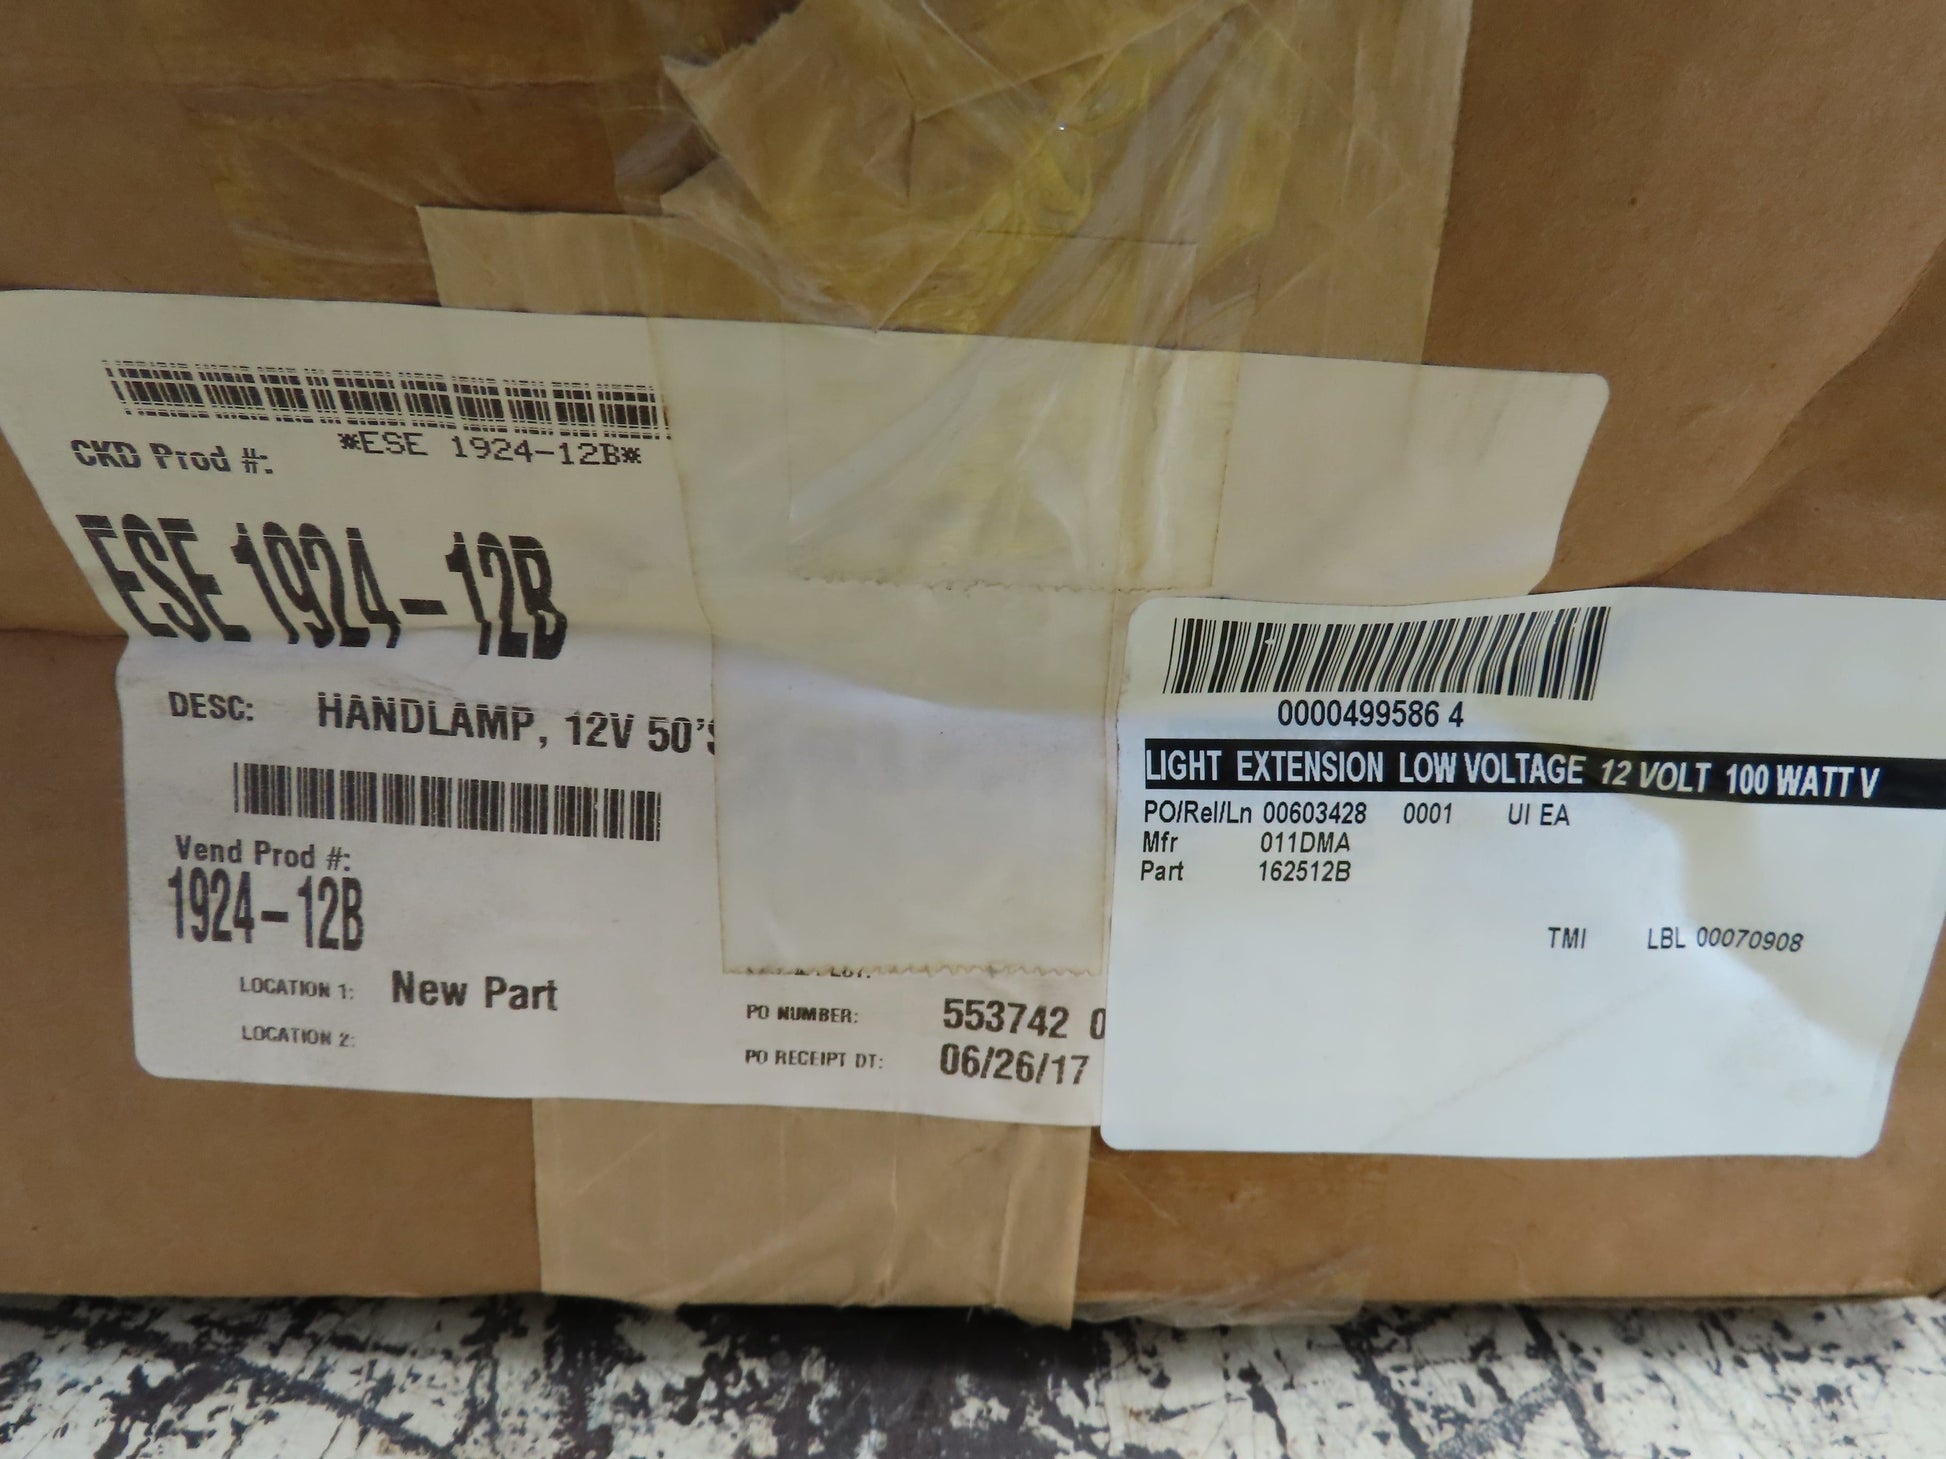 *ESE 1924-12B*
CKD Prod #:
ESE 1924-12B
DESC: HANDLAMP, 12V 50'S
Vend Prod #:
1924-12B
LOCATION 1: New Part
LOCATION 2:
PO NUMBER: 553742 0
PO RECEIPT DT: 06/26/17
0000499586 4
LIGHT EXTENSION LOW VOLTAGE 12 VOLT 100 WATT V
PO/Rel/Ln 00603428 0001 UI EA
Mfr 011DMA
Part 162512B
TMI LBL 00070908